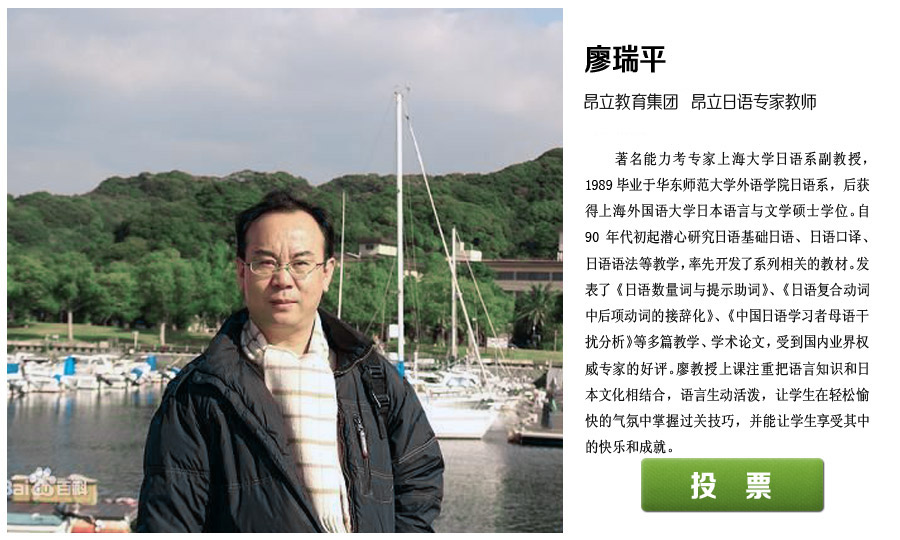 廖瑞平
昂立教育集团 昂立日语专家教师
著名能力考专家上海大学日语系副教授，
1989 毕业于华东师范大学外语学院日语系，后获
得上海外国语大学日本语言与文学硕士学位。自
90 年代初起潜心研究日语基础日语、日语口译、
日语语法等教学，率先开发了系列相关的教材。发
表了《日语数量词与提示助词》、《日语复合动词
中后项动词的接辞化》、《中国日语学习者母语干
扰分析》等多篇教学、学术论文，受到国内业界权
威专家的好评。廖教授上课注重把语言知识和日
本文化相结合，语言生动活泼，让学生在轻松愉
快的气氛中掌握过关技巧，并能让学生享受其中
的快乐和成就。
投 票
Bai百科